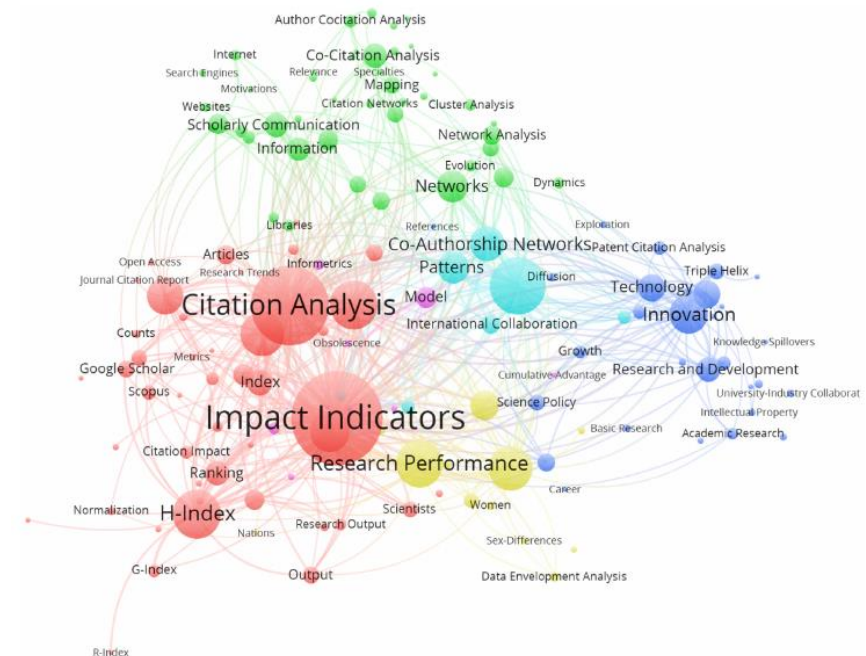 Author Cocitation Analysis
Internet
Co-Citation Analysis
Search Engines
Relevance
Specialties
Motivations
Mapping
Websites
Citation Networks
Cluster Analysis
Scholarly Communication
Network Analysis
Information
Evolution
Networks
Dynamics
Libraries
References
Exploration
Articles
Co-Authorship Networks
Patent Citation Analysis
Open Access
Research Trends
Informetrics
Patterns
Diffusion
Triple Helix
Journal Citation Report
Technology
Citation Analysis
Model
Innovation
International Collaboration
Counts
Obsolescence
Knowledge Spillovers
Metrics
Growth
Google Scholar
Research and Development
Index
Cumulative Advantage
Scopus
University-Industry Collaborat
Science Policy
Intellectual Property
Impact Indicators
Basic Research
Academic Research
Citation Impact
Research Performance
Ranking
Career
Normalization
H-Index
Scientists
Women
Research Output
Nations
Sex-Differences
G-Index
Output
Data Envelopment Analysis
R-Index